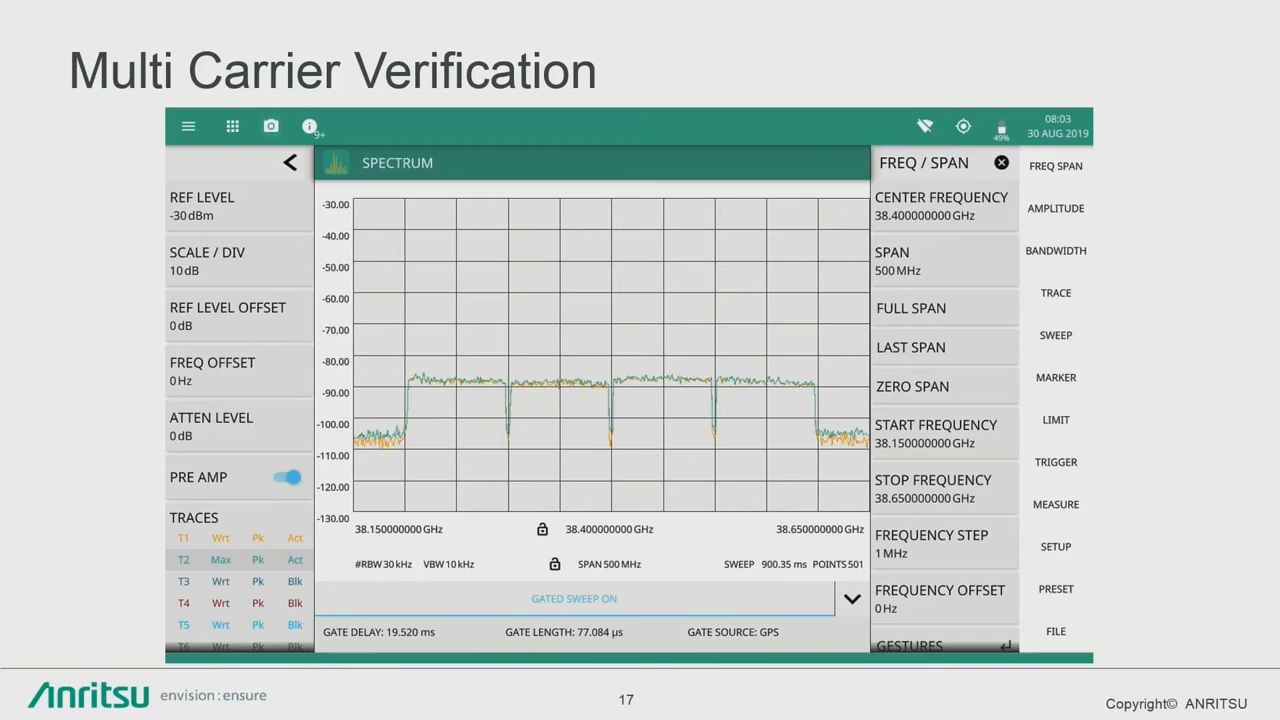 Multi Carrier Verification
9+
49%
08:03
30 AUG 2019
SPECTRUM
FREQ / SPAN
FREQ SPAN
REF LEVEL
-30 dBm
SCALE / DIV
10 dB
REF LEVEL OFFSET
0 dB
FREQ OFFSET
0 Hz
ATTEN LEVEL
0 dB
PRE AMP
TRACES
T1 Wrt Pk Act
T2 Max Pk Act
T3 Wrt Pk Blk
T4 Wrt Pk Blk
T5 Wrt Pk Blk
T6 Wrt Pk Blk
-30.00
-40.00
-50.00
-60.00
-70.00
-80.00
-90.00
-100.00
-110.00
-120.00
-130.00
38.150000000 GHz 38.400000000 GHz 38.650000000 GHz
#RBW 30 kHz VBW 10 kHz SPAN 500 MHz SWEEP 900.35 ms POINTS 501
GATED SWEEP ON
GATE DELAY: 19.520 ms GATE LENGTH: 77.084 µs GATE SOURCE: GPS
CENTER FREQUENCY
38.400000000 GHz
SPAN
500 MHz
FULL SPAN
LAST SPAN
ZERO SPAN
START FREQUENCY
38.150000000 GHz
STOP FREQUENCY
38.650000000 GHz
FREQUENCY STEP
1 MHz
FREQUENCY OFFSET
0 Hz
GESTURES
AMPLITUDE
BANDWIDTH
TRACE
SWEEP
MARKER
LIMIT
TRIGGER
MEASURE
SETUP
PRESET
FILE
Anritsu envision : ensure
17
Copyright© ANRITSU